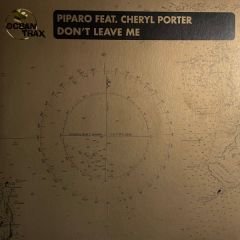 OCEAN
TRAX
PIPARO FEAT. CHERYL PORTER
DON'T LEAVE ME